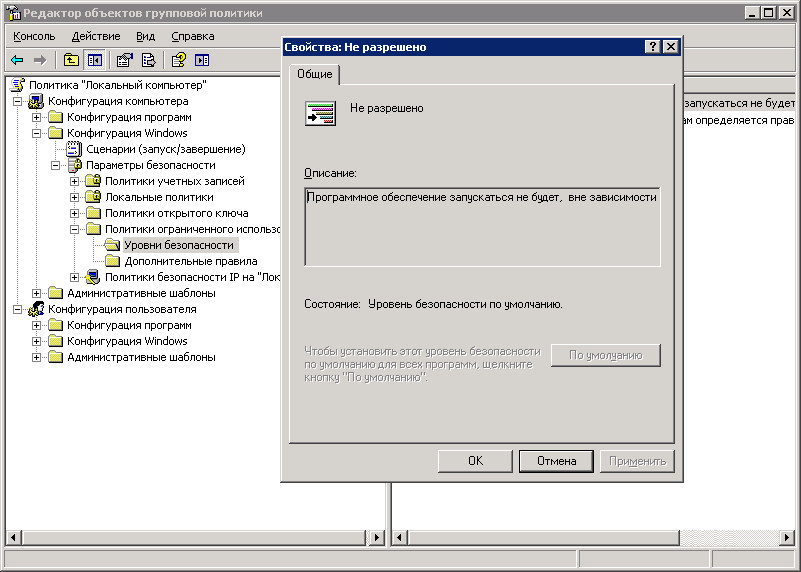 Редактор объектов групповой политики
Консоль Действие Вид Справка
Политика "Локальный компьютер"
Конфигурация компьютера
Конфигурация программ
Конфигурация Windows
Сценарии (запуск/завершение)
Параметры безопасности
Политики учетных записей
Локальные политики
Политики открытого ключа
Политики ограниченного использо
Уровни безопасности
Дополнительные правила
Политики безопасности IP на "Лок
Административные шаблоны
Конфигурация пользователя
Конфигурация программ
Конфигурация Windows
Административные шаблоны
запускаться не будет
ам определяется прав
Свойства: Не разрешено
Общие
Не разрешено
Описание:
Программное обеспечение запускаться не будет, вне зависимости
Состояние: Уровень безопасности по умолчанию.
Чтобы установить этот уровень безопасности
по умолчанию для всех программ, щелкните
кнопку "По умолчанию".
По умолчанию
OK Отмена Применить